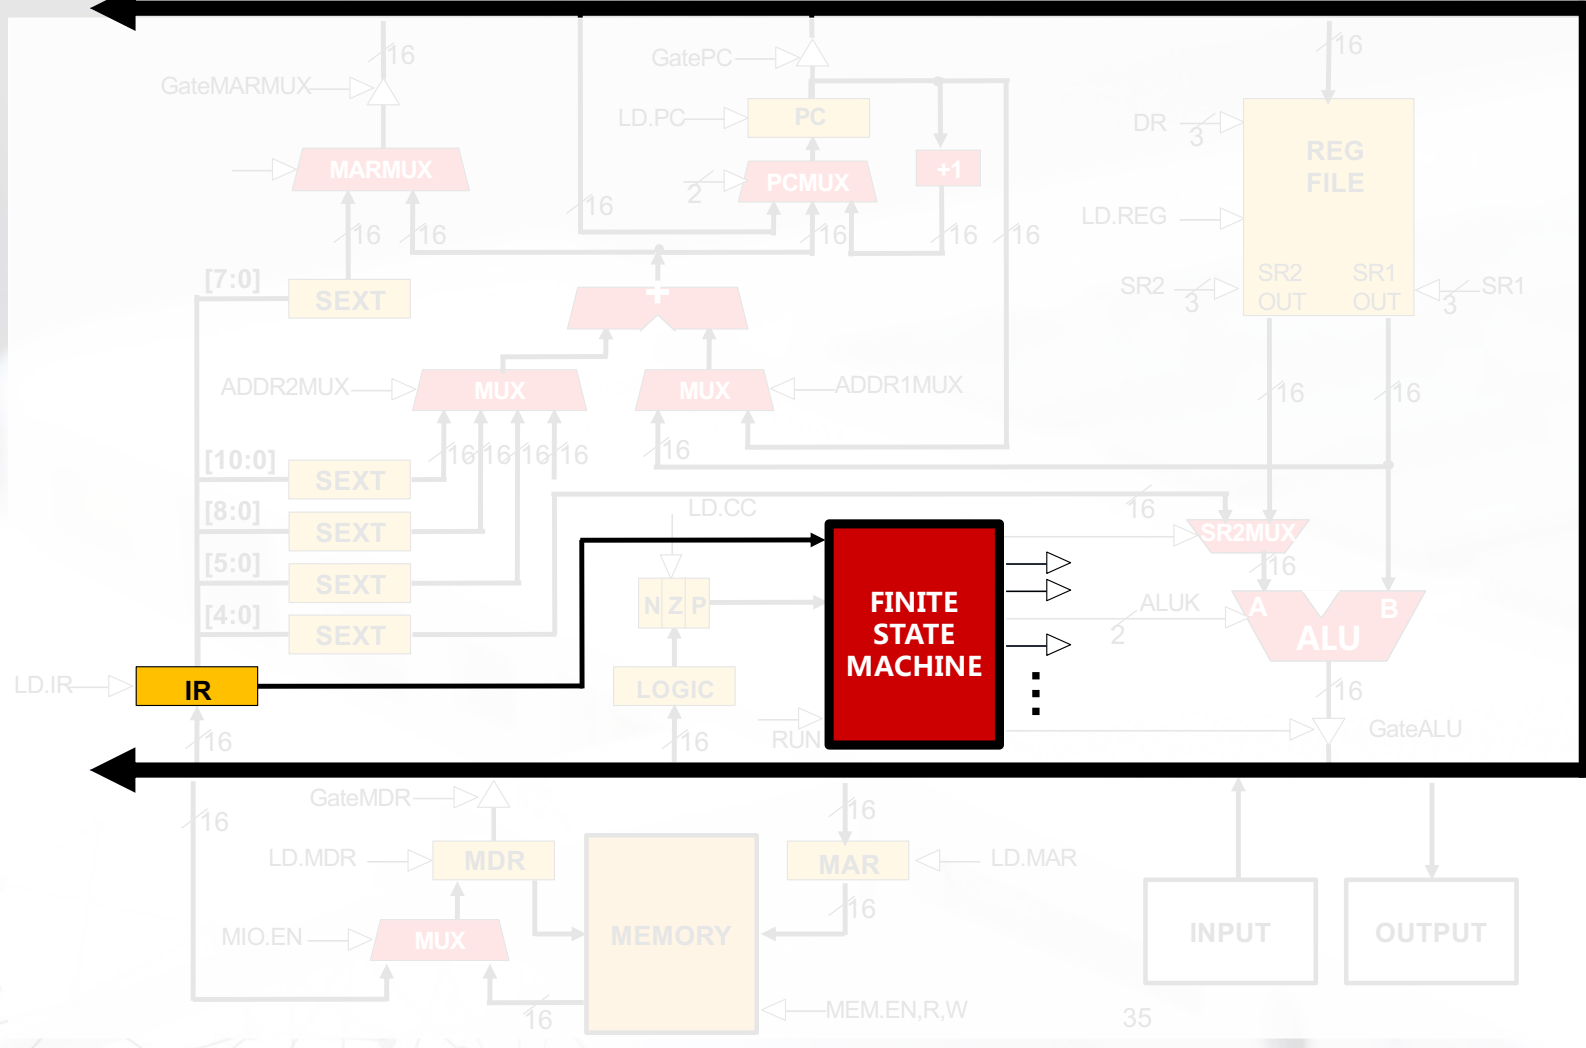 16
GatePC
16
GateMARMUX
LD.PC
PC
DR
3
REG
FILE
MARMUX
2
PCMUX
+1
16
LD.REG
16
16
16
16
16
[7:0]
SEXT
+
SR2
3
SR2
OUT
SR1
OUT
3
SR1
ADDR2MUX
MUX
MUX
ADDR1MUX
16
16
[10:0]
SEXT
16
16
16
16
16
[8:0]
SEXT
LD.CC
16
SR2MUX
[5:0]
SEXT
16
N Z P
FINITE
STATE
MACHINE
ALUK
2
A
B
ALU
[4:0]
SEXT
LD.IR
IR
LOGIC
16
16
16
RUN
GateALU
GateMDR
16
16
LD.MDR
MDR
MAR
LD.MAR
16
MIO.EN
MUX
MEMORY
INPUT
OUTPUT
16
MEM.EN,R,W
35